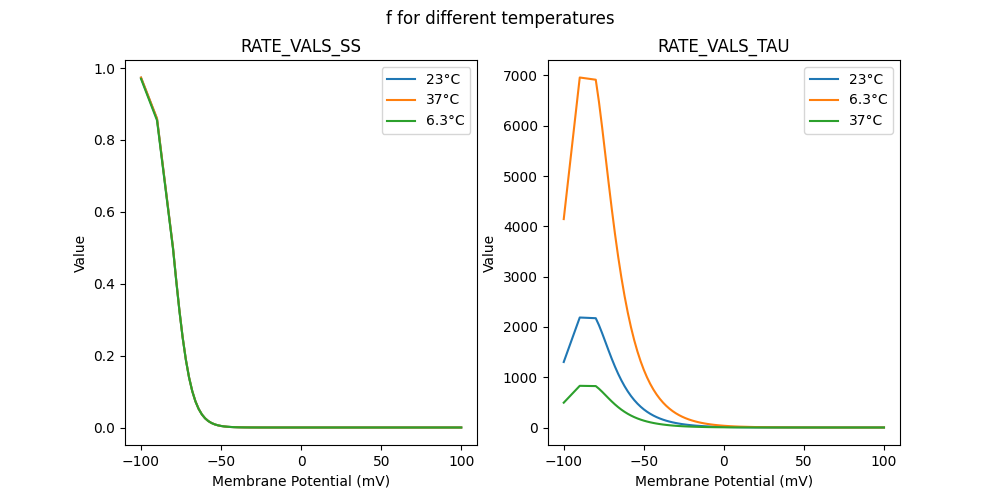 f for different temperatures
RATE_VALS_SS
RATE_VALS_TAU
1.0
0.8
0.6
0.4
0.2
0.0
Value
−100
−50
0
50
100
Membrane Potential (mV)
23°C
37°C
6.3°C
7000
6000
5000
4000
3000
2000
1000
0
Value
−100
−50
0
50
100
Membrane Potential (mV)
23°C
6.3°C
37°C